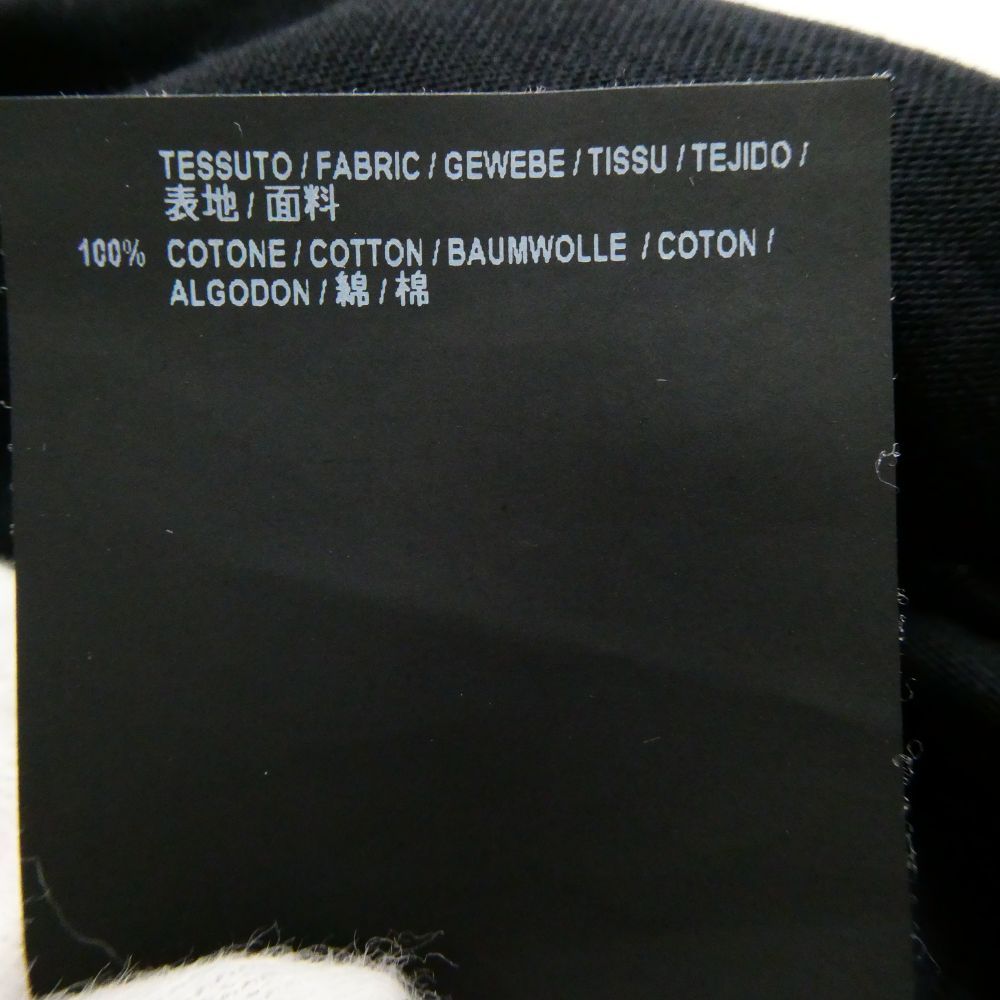 TESSUTO / FABRIC / GEWEBE / TISSU / TEJIDO /
表地 / 面料
100% COTONE / COTTON / BAUMWOLLE / COTON /
ALGODON / 綿 / 棉